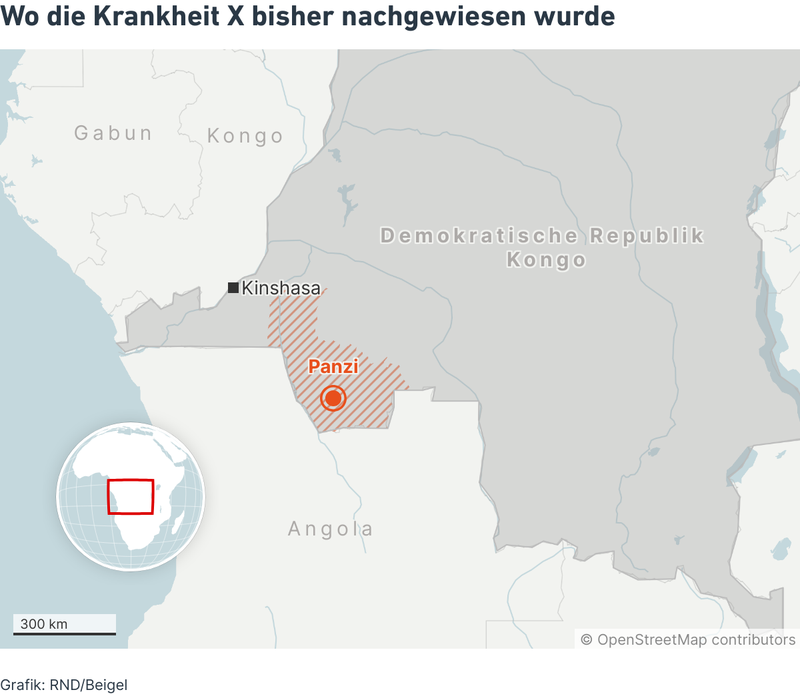 Wo die Krankheit X bisher nachgewiesen wurde
Gabun
Kongo
Demokratische Republik
Kongo
Kinshasa
Panzi
Angola
300 km
© OpenStreetMap contributors
Grafik: RND/Beigel